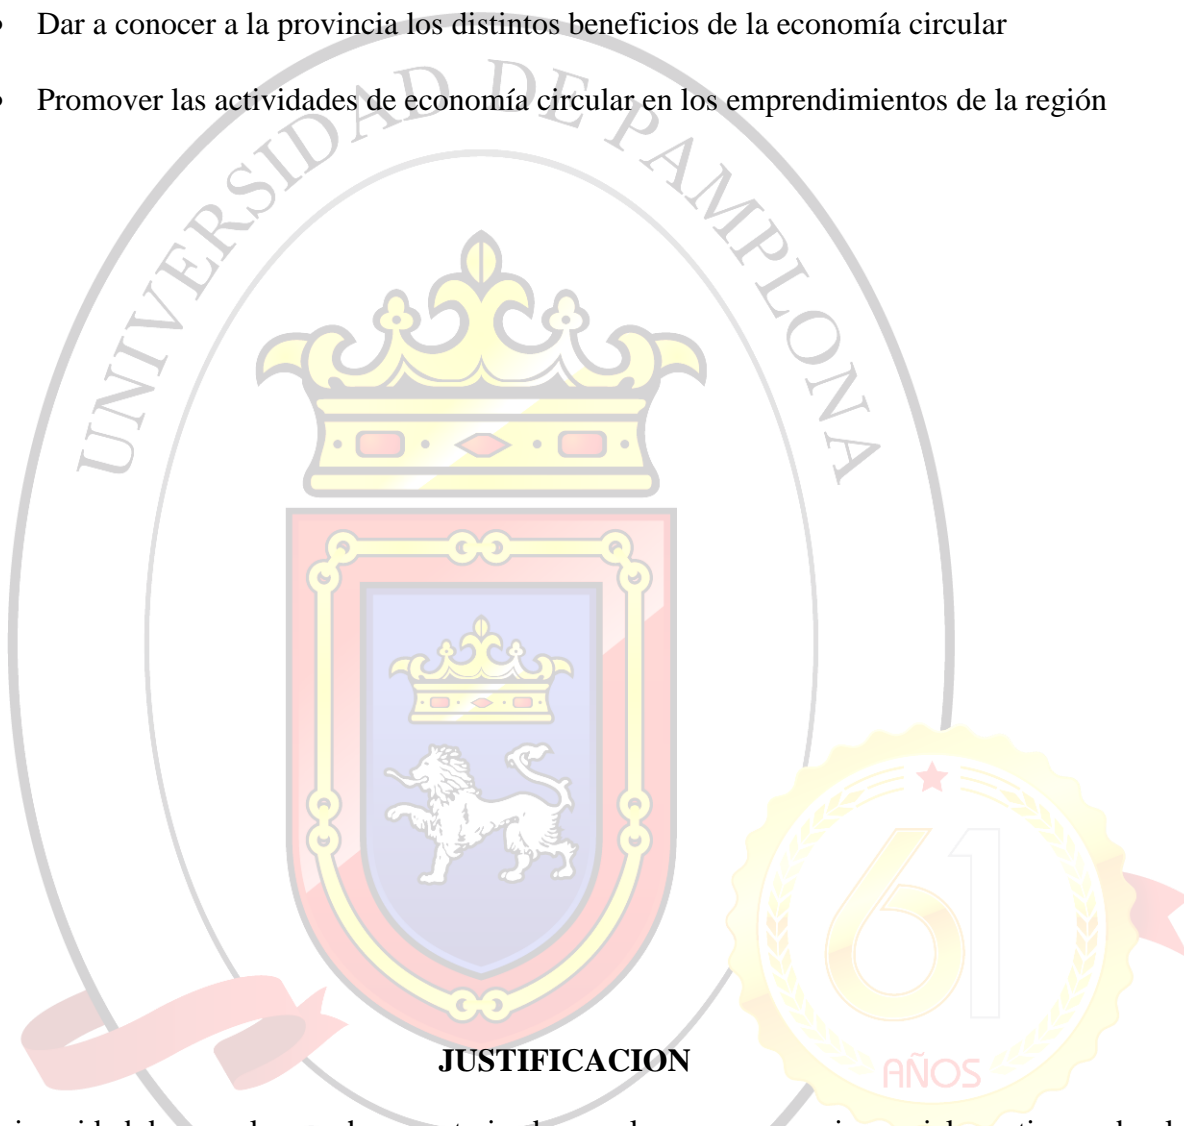 Dar a conocer a la provincia los distintos beneficios de la economía circular
Promover las actividades de economía circular en los emprendimientos de la región
UNIVERSIDAD DE PAMPLONA
61
AÑOS
JUSTIFICACION